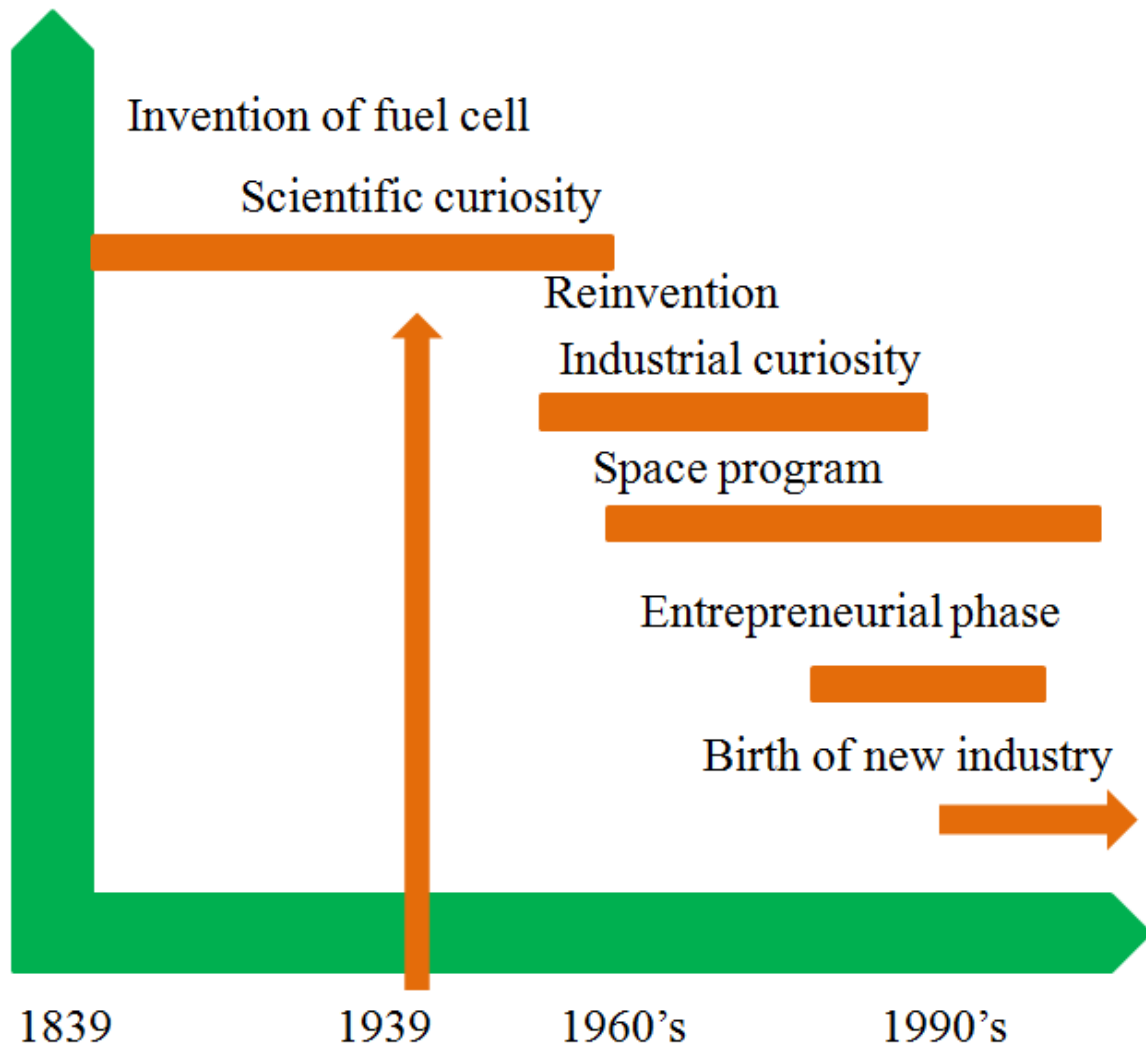 Invention of fuel cell
Scientific curiosity
Reinvention
Industrial curiosity
Space program
Entrepreneurial phase
Birth of new industry
1839 1939 1960’s 1990’s